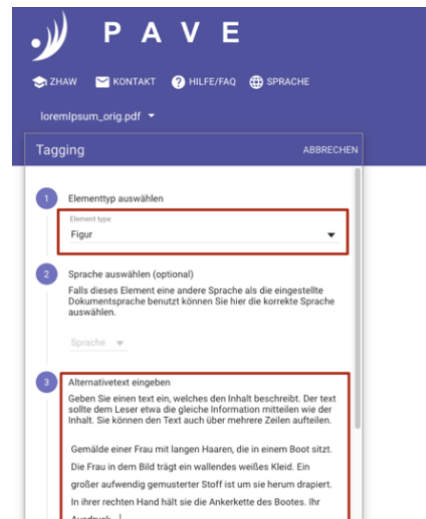 PAVE
ZHAW KONTAKT HILFE/FAQ SPRACHE
loremIpsum_orig.pdf
Tagging ABBRECHEN
1 Elementtyp auswählen
Element type
Figur
2 Sprache auswählen (optional)
Falls dieses Element eine andere Sprache als die eingestellte
Dokumentsprache benutzt können Sie hier die korrekte Sprache
auswählen.
Sprache
3 Alternativetext eingeben
Geben Sie einen text ein, welches den Inhalt beschreibt. Der text
sollte dem Leser etwa die gleiche Information mitteilen wie der
Inhalt. Sie können den Text auch über mehrere Zeilen aufteilen.
Gemälde einer Frau mit langen Haaren, die in einem Boot sitzt.
Die Frau in dem Bild trägt ein wallendes weißes Kleid. Ein
großer aufwendig gemusterter Stoff ist um sie herum drapiert.
In ihrer rechten Hand hält sie die Ankerkette des Bootes. Ihr